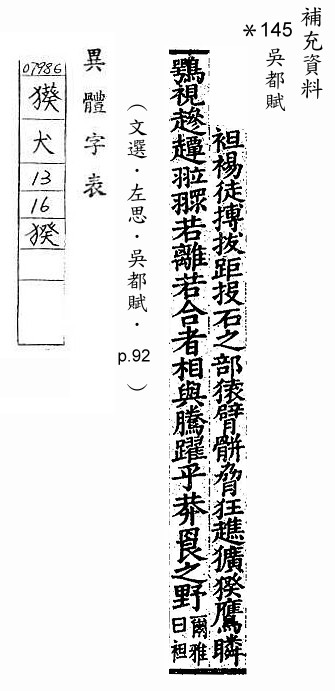 補充資料
＊145
吳都賦
袒裼徒搏拔距投石之部猿臂骿脅狂趭獷猤鷹瞵
鶚視趁趯翋𦒍若離若合者相與騰躍乎莽䍚之野爾雅曰袒
（文選．左思．吳都賦．p.92）
異體字表
07986
猤
犬
13
16
猤